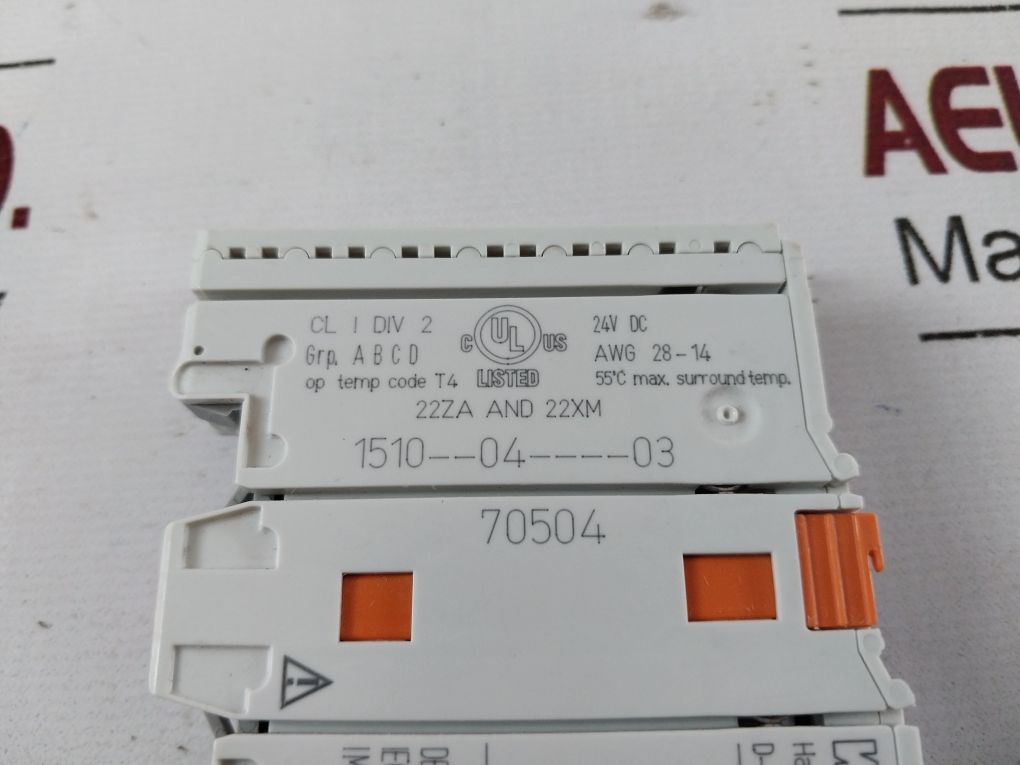 AEV
Ma
CL I DIV 2
Grp. A B C D
op temp code T4
C UL US
LISTED
24V DC
AWG 28-14
55°C max. surround temp.
22ZA AND 22XM
1510--04----03
70504